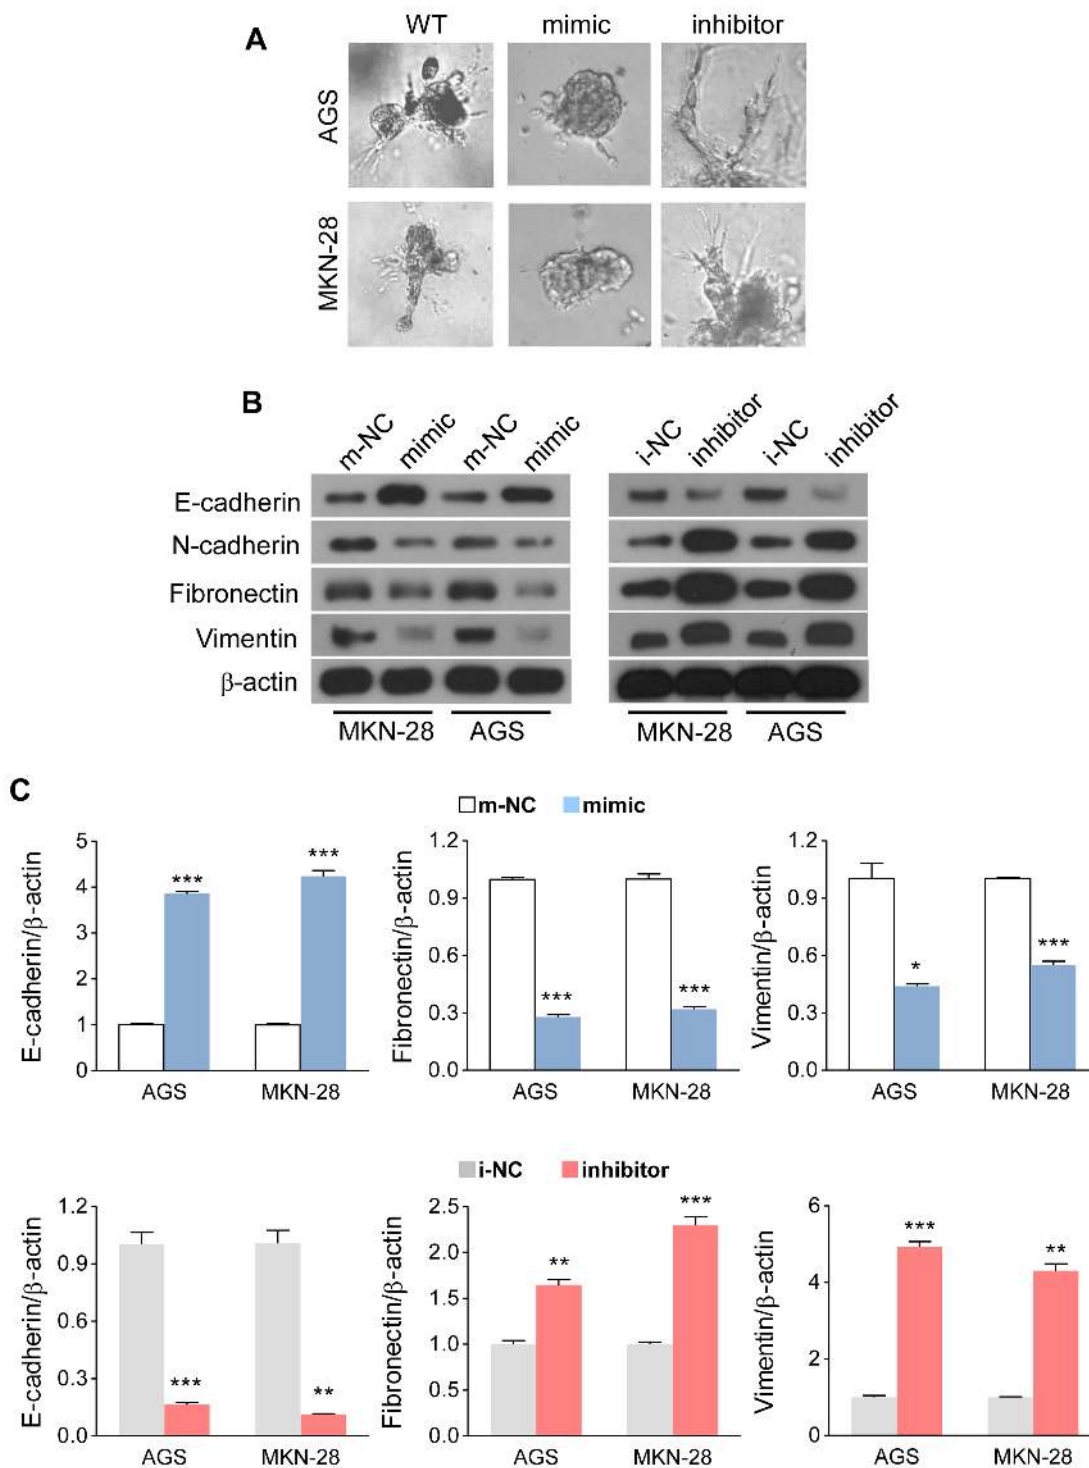 A
WT mimic inhibitor
AGS
MKN-28
B
m-NC mimic m-NC mimic i-NC inhibitor i-NC inhibitor
E-cadherin
N-cadherin
Fibronectin
Vimentin
β-actin
MKN-28 AGS MKN-28 AGS
C
m-NC mimic
E-cadherin/β-actin
5
4
3
2
1
0
AGS MKN-28
*** ***
Fibronectin/β-actin
1.2
0.9
0.6
0.3
0.0
AGS MKN-28
*** ***
Vimentin/β-actin
1.2
0.9
0.6
0.3
0.0
AGS MKN-28
* ***
i-NC inhibitor
E-cadherin/β-actin
1.2
0.9
0.6
0.3
0.0
AGS MKN-28
*** **
Fibronectin/β-actin
2.5
2.0
1.5
1.0
0.5
0.0
AGS MKN-28
** ***
Vimentin/β-actin
6
4
2
0
AGS MKN-28
*** **